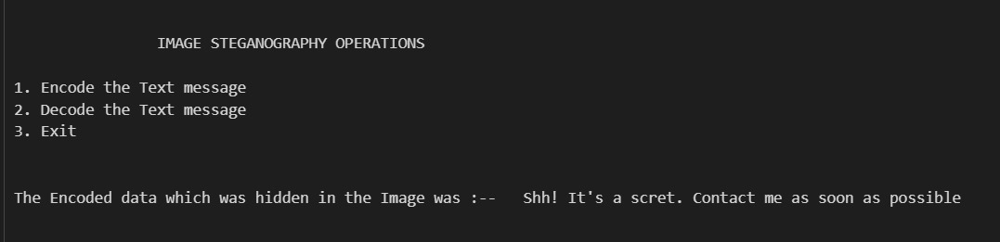 IMAGE STEGANOGRAPHY OPERATIONS
1. Encode the Text message
2. Decode the Text message
3. Exit
The Encoded data which was hidden in the Image was :-- Shh! It's a scret. Contact me as soon as possible